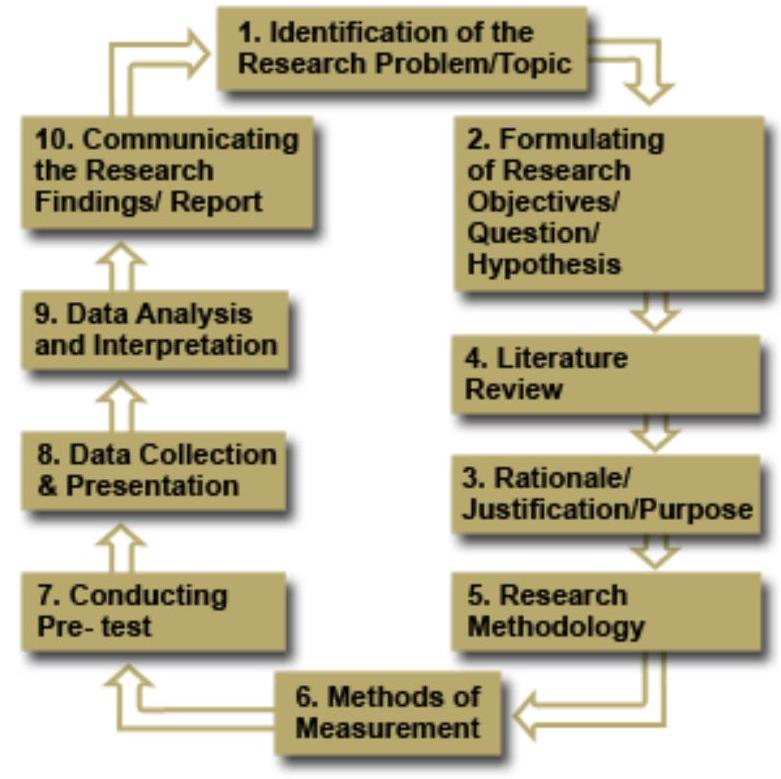 1. Identification of the
Research Problem/Topic
2. Formulating
of Research
Objectives/
Question/
Hypothesis
4. Literature
Review
3. Rationale/
Justification/Purpose
5. Research
Methodology
6. Methods of
Measurement
7. Conducting
Pre- test
8. Data Collection
& Presentation
9. Data Analysis
and Interpretation
10. Communicating
the Research
Findings/ Report